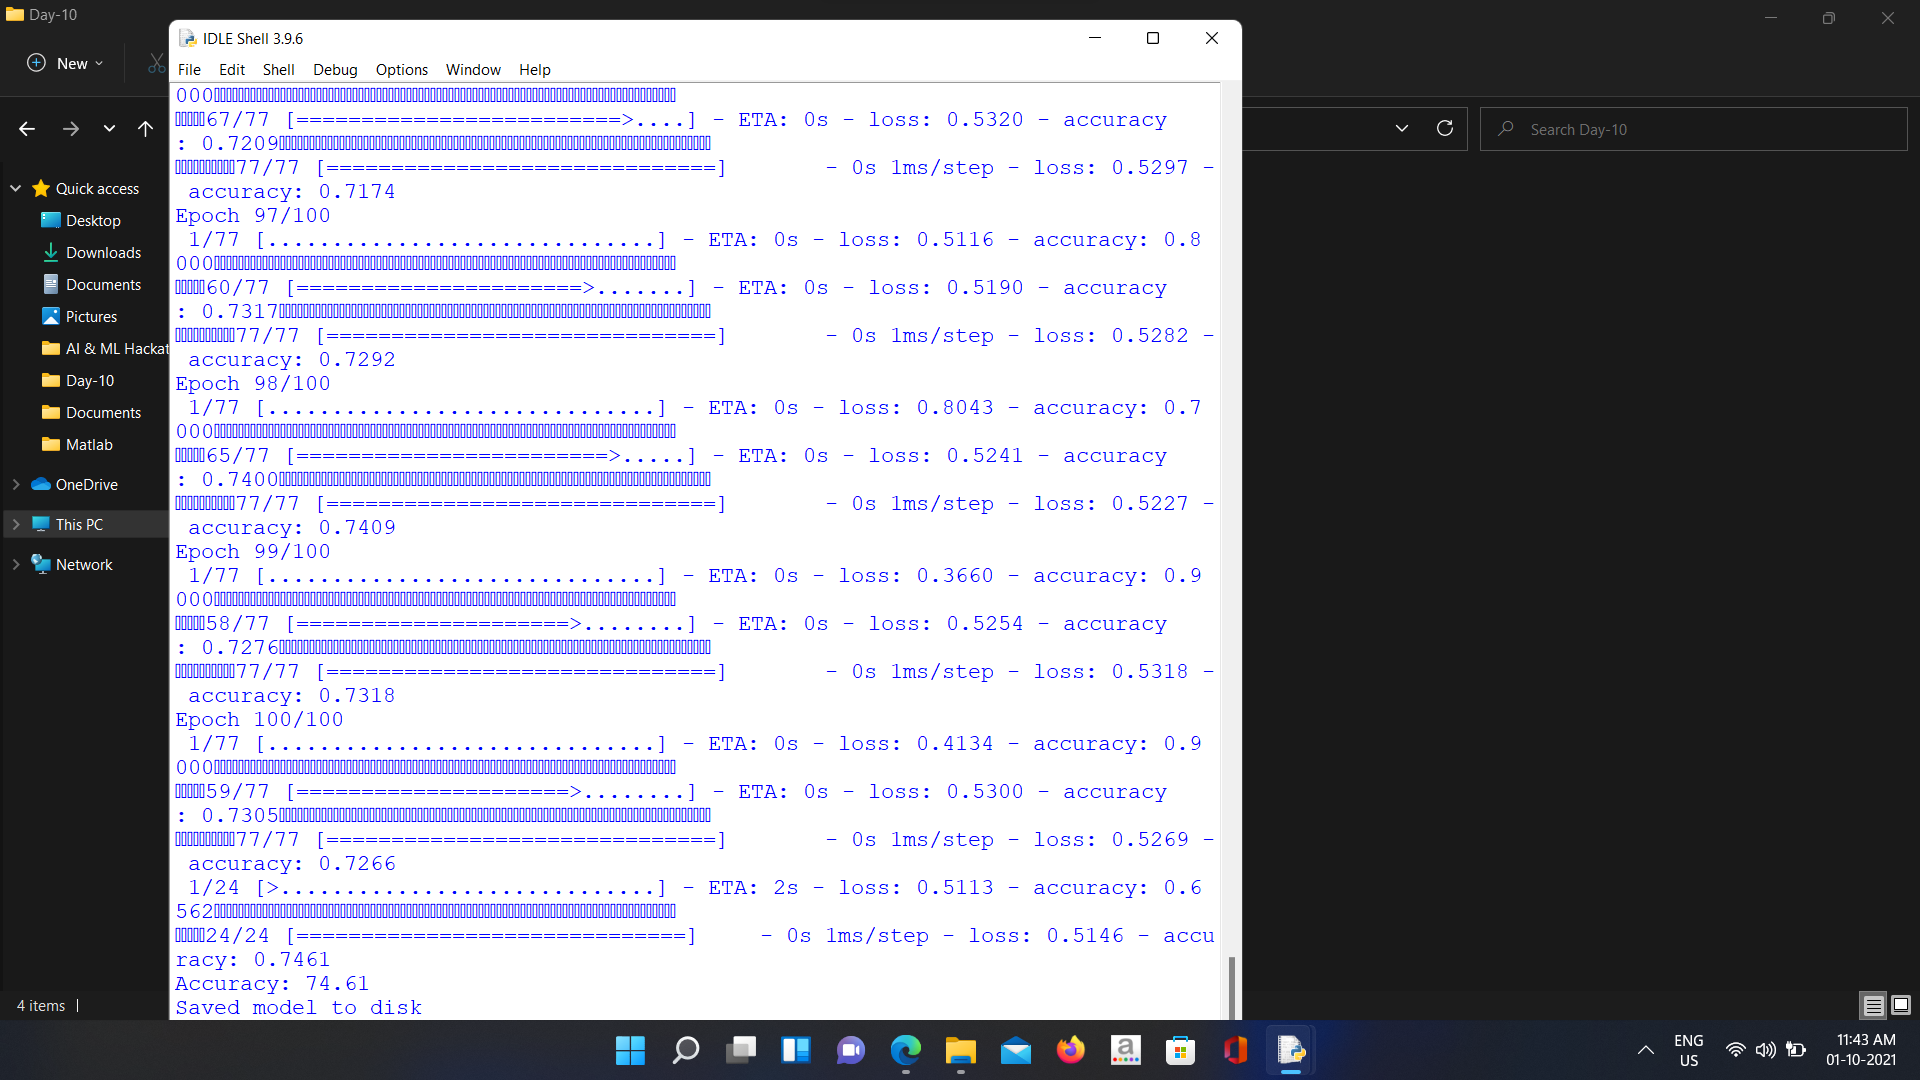 Day-10
New
Search Day-10
Quick access
Desktop
Downloads
Documents
Pictures
AI & ML Hackat
Day-10
Documents
Matlab
OneDrive
This PC
Network
4 items
IDLE Shell 3.9.6
File Edit Shell Debug Options Window Help
000
67/77 [=========================>....] - ETA: 0s - loss: 0.5320 - accuracy
: 0.7209
77/77 [==============================] - 0s 1ms/step - loss: 0.5297 -
accuracy: 0.7174
Epoch 97/100
1/77 [..............................] - ETA: 0s - loss: 0.5116 - accuracy: 0.8
000
60/77 [======================>.......] - ETA: 0s - loss: 0.5190 - accuracy
: 0.7317
77/77 [==============================] - 0s 1ms/step - loss: 0.5282 -
accuracy: 0.7292
Epoch 98/100
1/77 [..............................] - ETA: 0s - loss: 0.8043 - accuracy: 0.7
000
65/77 [========================>.....] - ETA: 0s - loss: 0.5241 - accuracy
: 0.7400
77/77 [==============================] - 0s 1ms/step - loss: 0.5227 -
accuracy: 0.7409
Epoch 99/100
1/77 [..............................] - ETA: 0s - loss: 0.3660 - accuracy: 0.9
000
58/77 [=====================>........] - ETA: 0s - loss: 0.5254 - accuracy
: 0.7276
77/77 [==============================] - 0s 1ms/step - loss: 0.5318 -
accuracy: 0.7318
Epoch 100/100
1/77 [..............................] - ETA: 0s - loss: 0.4134 - accuracy: 0.9
000
59/77 [=====================>........] - ETA: 0s - loss: 0.5300 - accuracy
: 0.7305
77/77 [==============================] - 0s 1ms/step - loss: 0.5269 -
accuracy: 0.7266
1/24 [>.............................] - ETA: 2s - loss: 0.5113 - accuracy: 0.6
562
24/24 [==============================] - 0s 1ms/step - loss: 0.5146 - accu
racy: 0.7461
Accuracy: 74.61
Saved model to disk
a
ENG
US
11:43 AM
01-10-2021